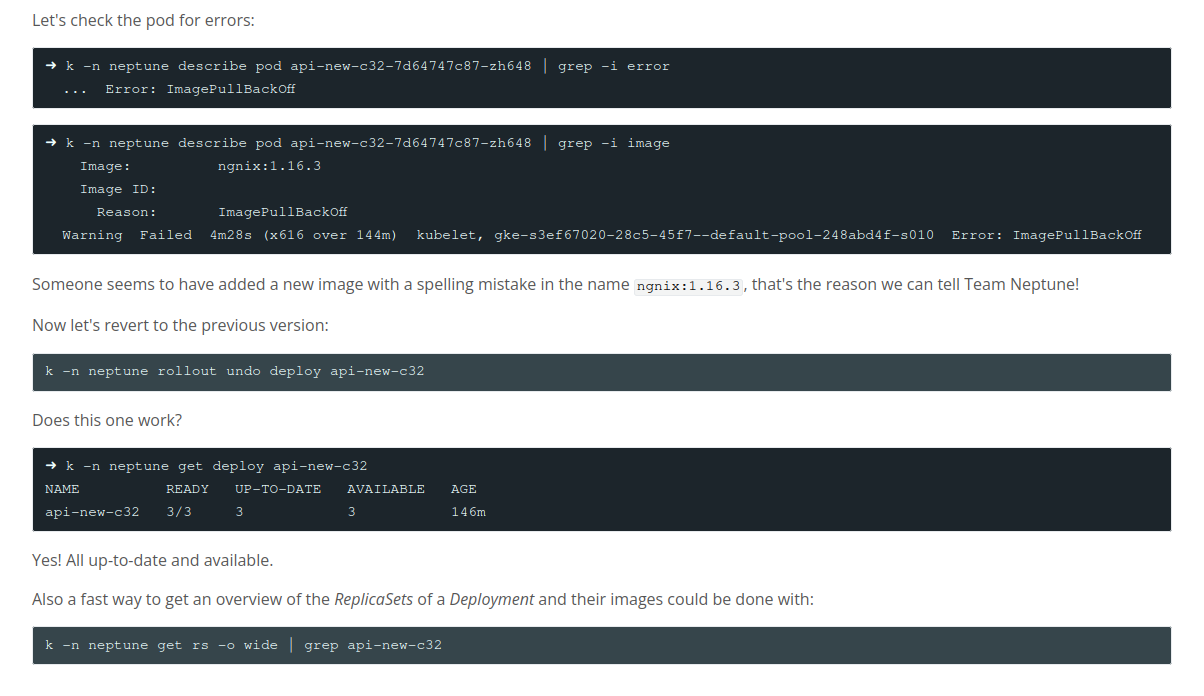 Let's check the pod for errors:
➜ k -n neptune describe pod api-new-c32-7d64747c87-zh648 | grep -i error
... Error: ImagePullBackOff
➜ k -n neptune describe pod api-new-c32-7d64747c87-zh648 | grep -i image
Image: ngnix:1.16.3
Image ID:
Reason: ImagePullBackOff
Warning Failed 4m28s (x616 over 144m) kubelet, gke-s3ef67020-28c5-45f7--default-pool-248abd4f-s010 Error: ImagePullBackOff
Someone seems to have added a new image with a spelling mistake in the name ngnix:1.16.3, that's the reason we can tell Team Neptune!
Now let's revert to the previous version:
k -n neptune rollout undo deploy api-new-c32
Does this one work?
➜ k -n neptune get deploy api-new-c32
NAME READY UP-TO-DATE AVAILABLE AGE
api-new-c32 3/3 3 3 146m
Yes! All up-to-date and available.
Also a fast way to get an overview of the ReplicaSets of a Deployment and their images could be done with:
k -n neptune get rs -o wide | grep api-new-c32